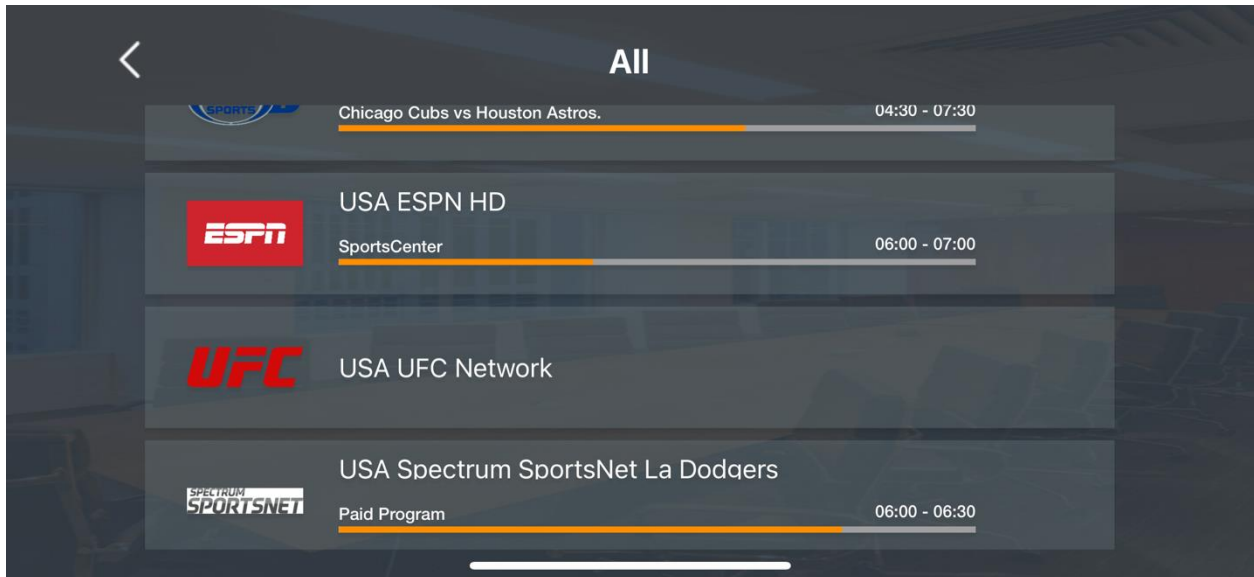 All
SPORTS
Chicago Cubs vs Houston Astros.
04:30 - 07:30
USA ESPN HD
ESPN
SportsCenter
06:00 - 07:00
UFC
USA UFC Network
USA Spectrum SportsNet La Dodgers
SPECTRUM
SPORTSNET
Paid Program
06:00 - 06:30